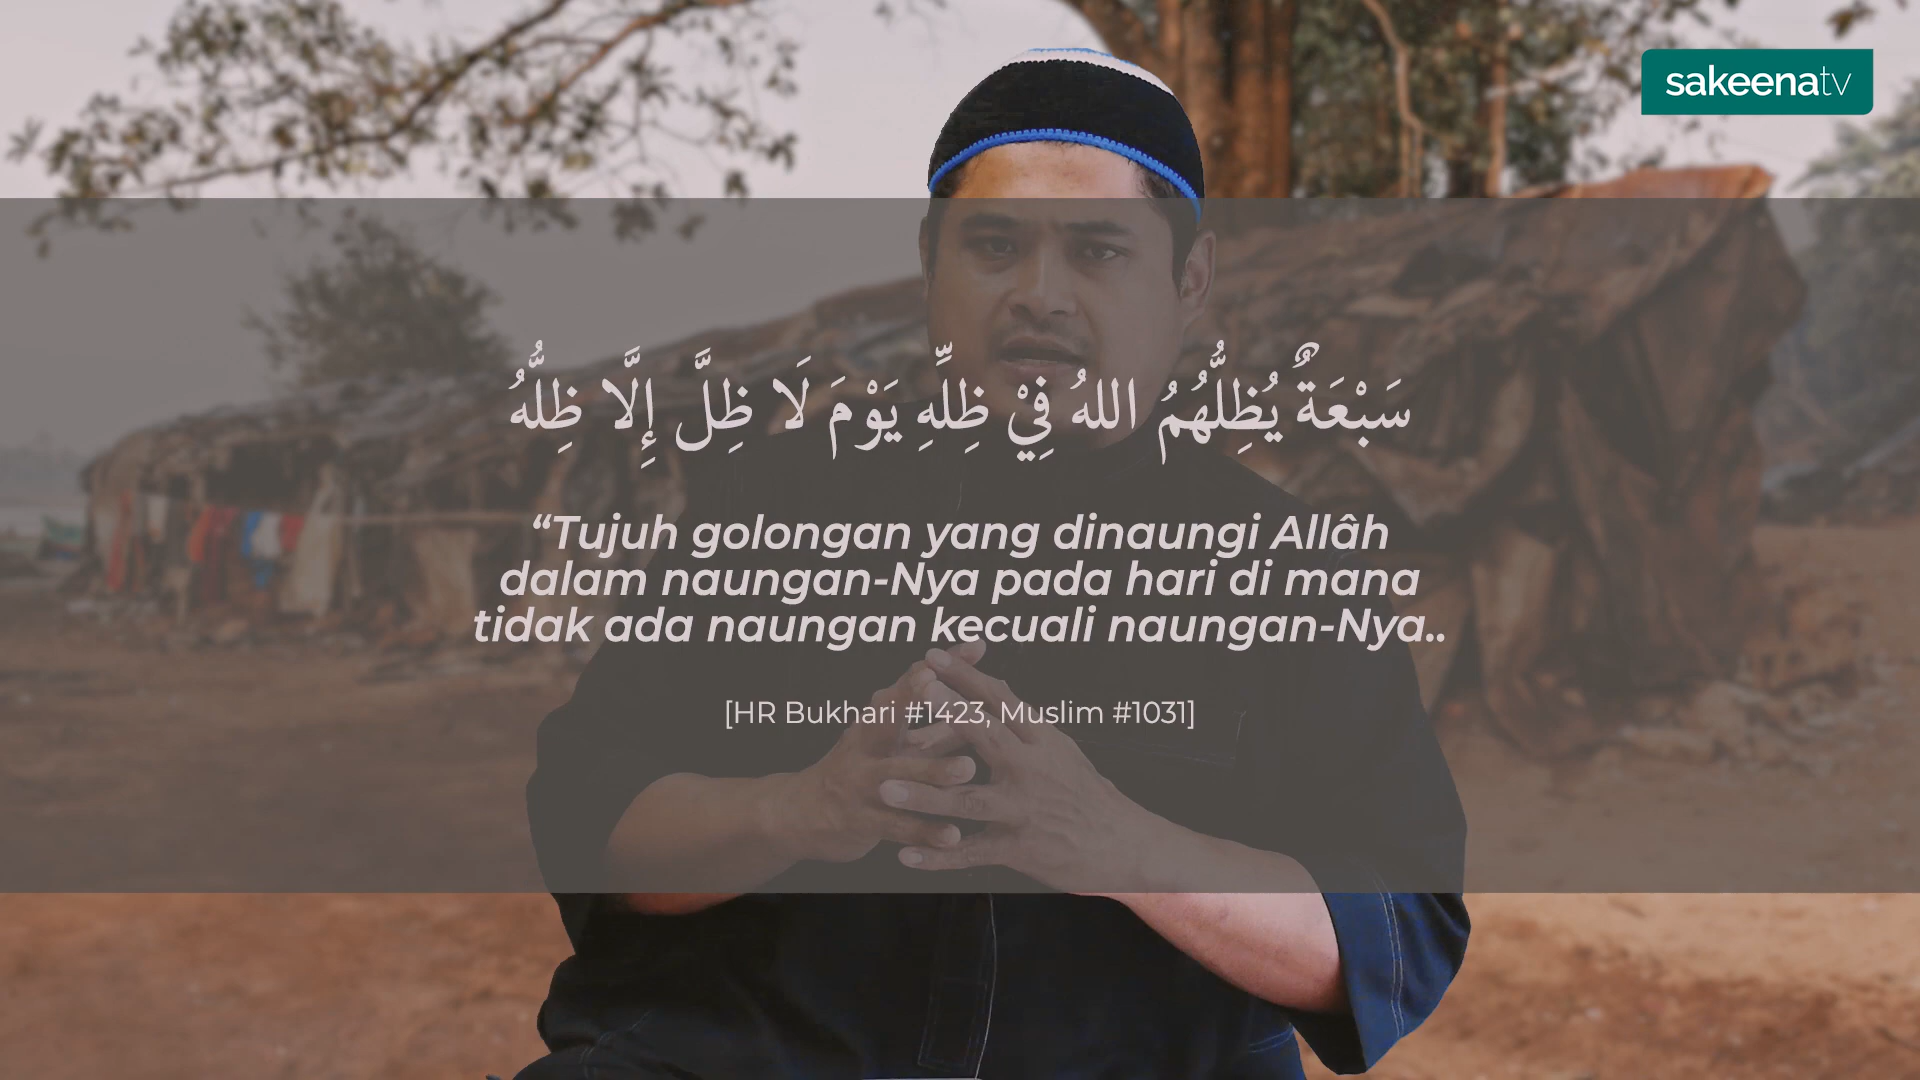 sakeenatv
سَبْعَةٌ يُظِلُّهُمُ اللهُ فِيْ ظِلِّهِ يَوْمَ لَا ظِلَّ إِلَّا ظِلُّهُ
“Tujuh golongan yang dinaungi Allâh
dalam naungan-Nya pada hari di mana
tidak ada naungan kecuali naungan-Nya..
[HR Bukhari #1423, Muslim #1031]